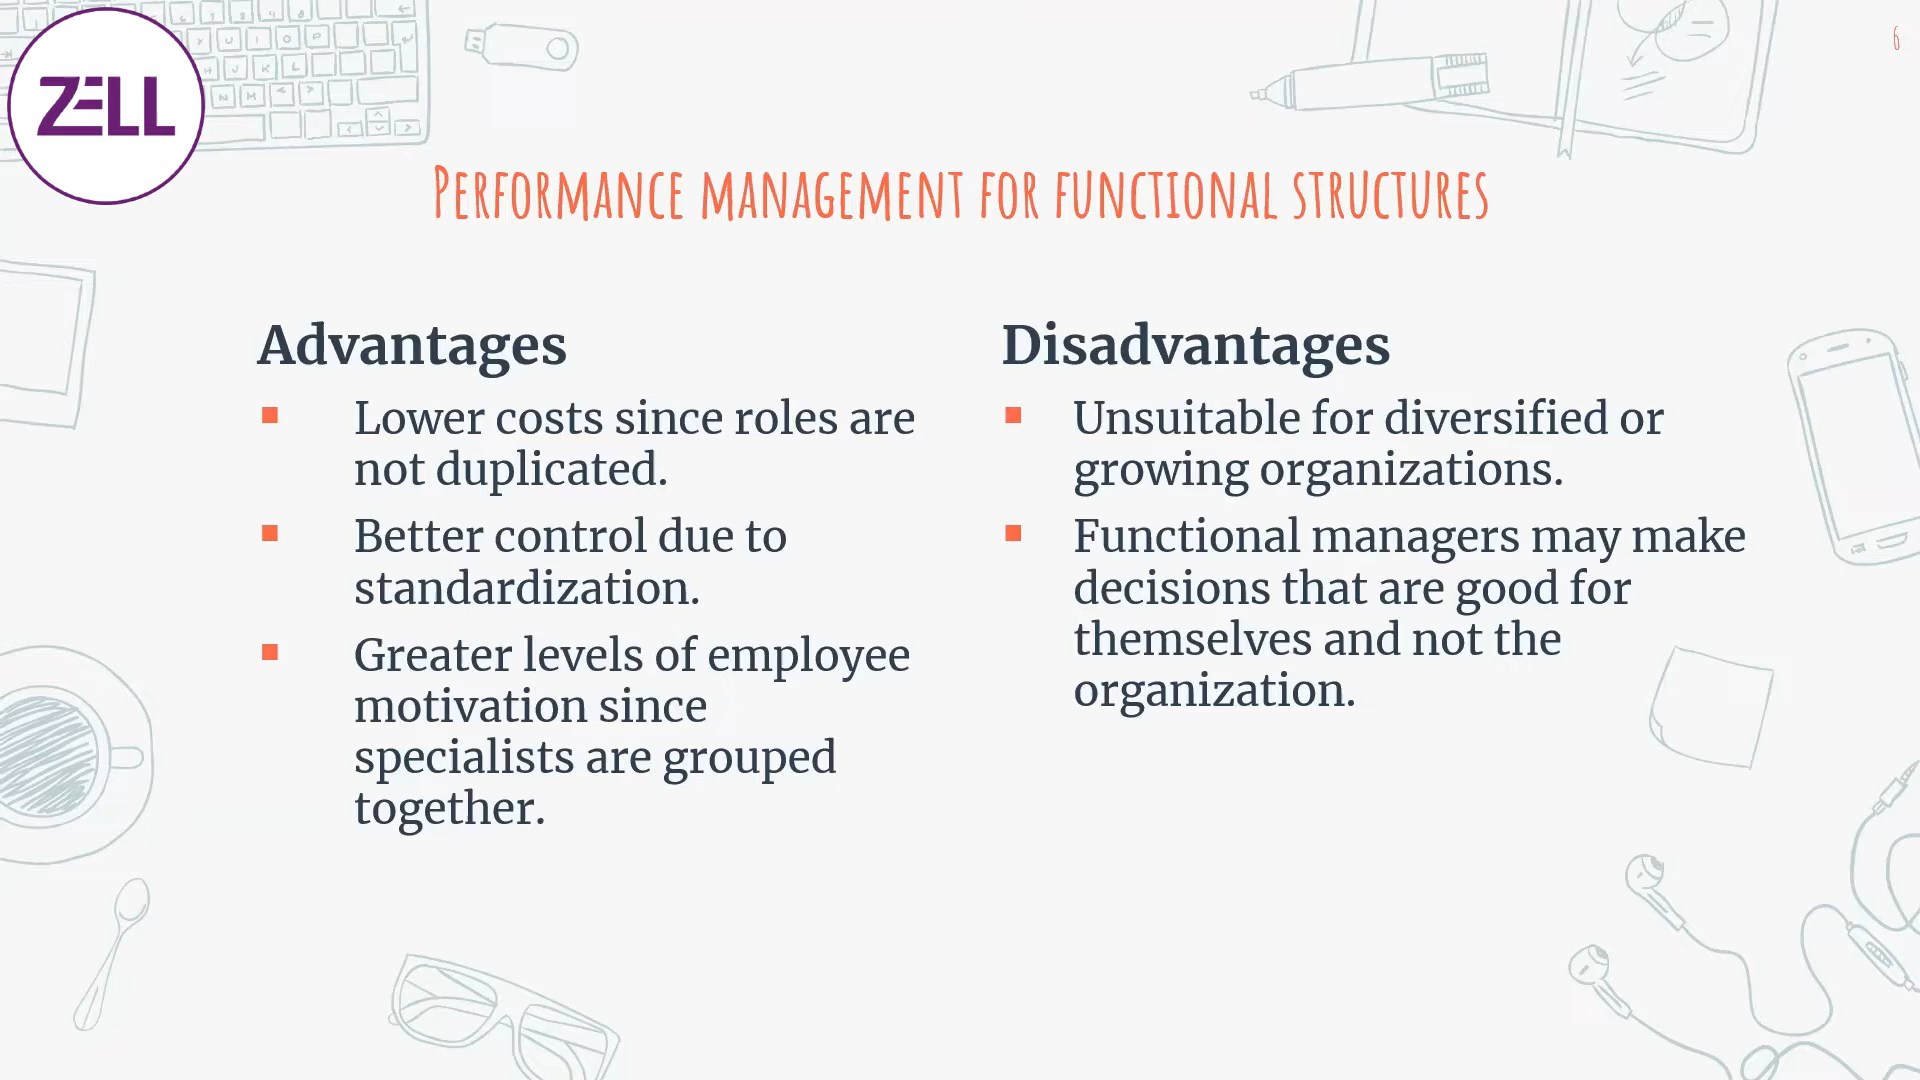 ZELL
6
Performance management for functional structures
Advantages
▪ Lower costs since roles are
not duplicated.
▪ Better control due to
standardization.
▪ Greater levels of employee
motivation since
specialists are grouped
together.
Disadvantages
▪ Unsuitable for diversified or
growing organizations.
▪ Functional managers may make
decisions that are good for
themselves and not the
organization.